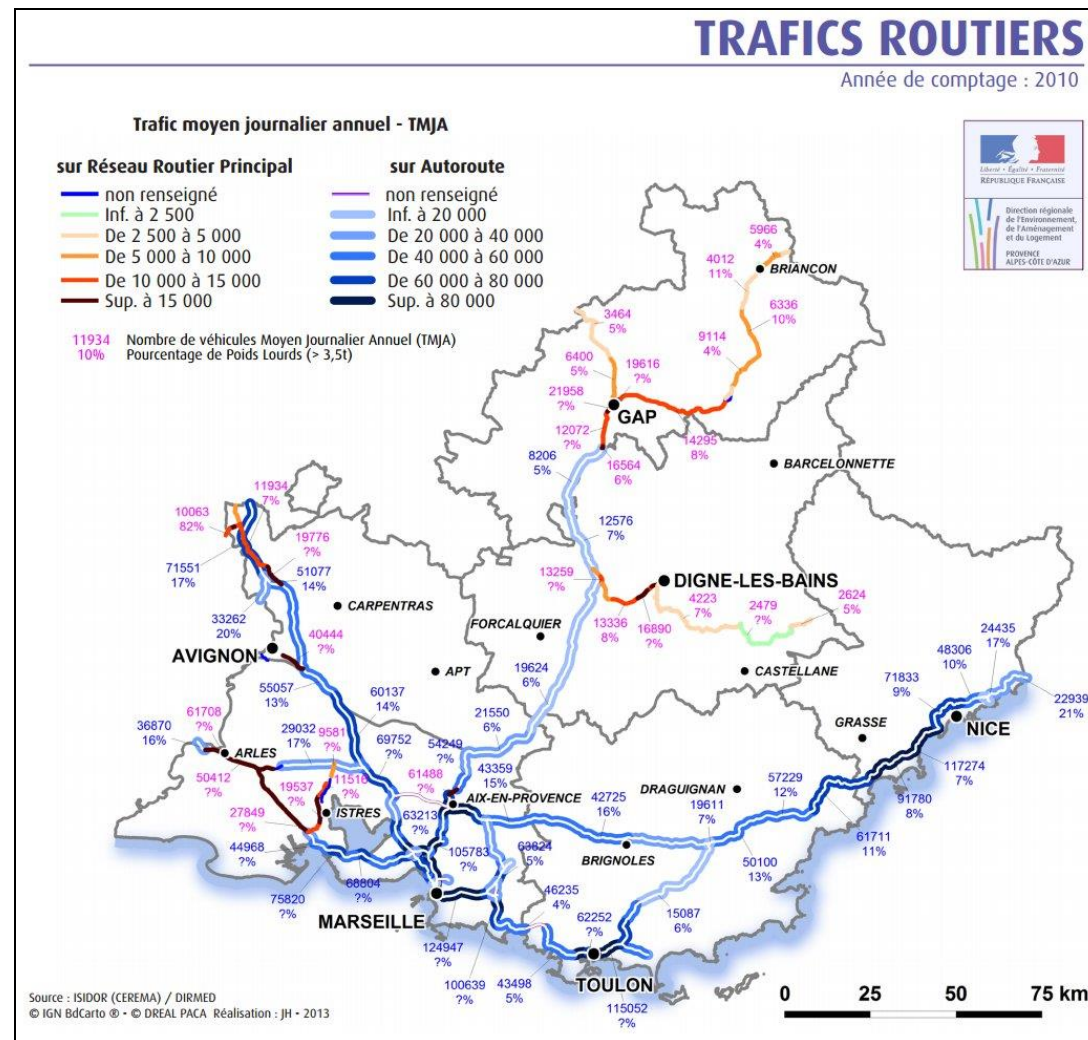 TRAFICS ROUTIERS
Année de comptage : 2010
Trafic moyen journalier annuel - TMJA
sur Réseau Routier Principal
non renseigné
Inf. à 2 500
De 2 500 à 5 000
De 5 000 à 10 000
De 10 000 à 15 000
Sup. à 15 000
sur Autoroute
non renseigné
Inf. à 20 000
De 20 000 à 40 000
De 40 000 à 60 000
De 60 000 à 80 000
Sup. à 80 000
11934 Nombre de véhicules Moyen Journalier Annuel (TMJA)
10% Pourcentage de Poids Lourds (> 3,5t)
Liberté • Égalité • Fraternité
RÉPUBLIQUE FRANÇAISE
Direction régionale
de l'Environnement,
de l'Aménagement
et du Logement
PROVENCE
ALPES-CÔTE D'AZUR
5966
4%
4012
11%
BRIANCON
6336
10%
3464
5%
9114
4%
6400
5%
19616
?%
21958
?%
GAP
12072
?%
14295
8%
8206
5%
16564
6%
BARCELONNETTE
11934
7%
10063
82%
12576
7%
19776
?%
71551
17%
51077
14%
13259
?%
DIGNE-LES-BAINS
4223
7%
2479
?%
2624
5%
CARPENTRAS
33262
20%
FORCALQUIER
13336
8%
16890
?%
40444
?%
AVIGNON
APT
CASTELLANE
24435
17%
48306
10%
19624
6%
55057
13%
60137
14%
71833
9%
22939
21%
61708
?%
21550
6%
GRASSE
NICE
36870
16%
29032
17%
9581
?%
69752
?%
54249
?%
ARLES
43359
15%
117274
7%
50412
?%
19537
?%
11516
?%
61488
?%
57229
12%
AIX-EN-PROVENCE
42725
16%
DRAGUIGNAN
19611
7%
91780
8%
27849
?%
ISTRES
63213
?%
61711
11%
44968
?%
105783
?%
63824
5%
BRIGNOLES
50100
13%
75820
?%
68804
?%
46235
4%
15087
6%
MARSEILLE
62252
?%
124947
?%
100639
?%
43498
5%
TOULON
115052
?%
0 25 50 75 km
Source : ISIDOR (CEREMA) / DIRMED
© IGN BdCarto ® • © DREAL PACA Réalisation : JH • 2013